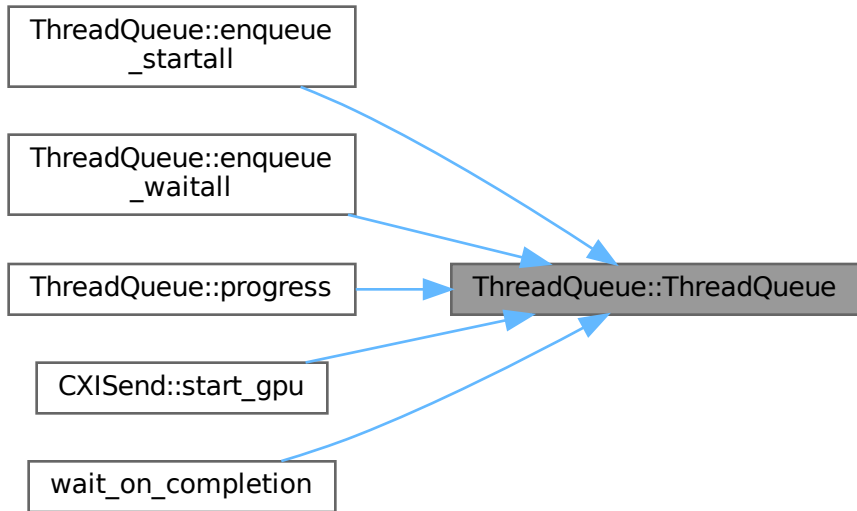 ThreadQueue::enqueue
_startall
ThreadQueue::enqueue
_waitall
ThreadQueue::progress
ThreadQueue::ThreadQueue
CXISend::start_gpu
wait_on_completion